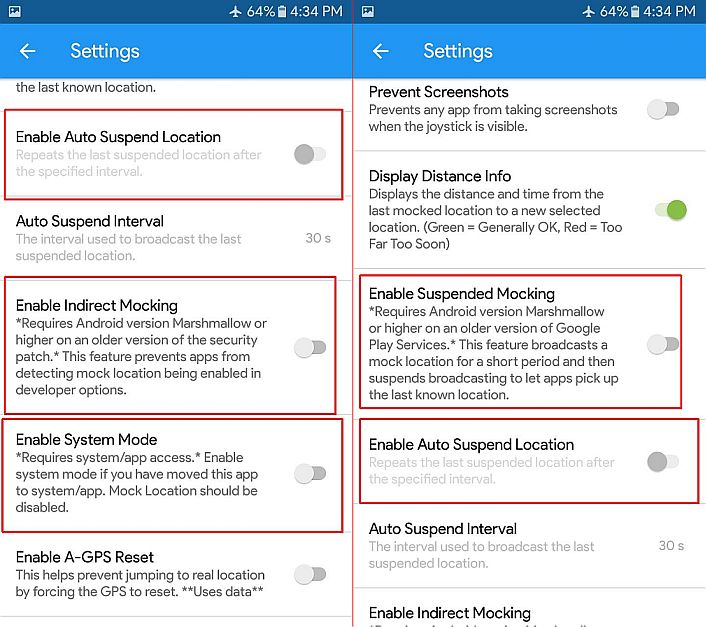 64% 4:34 PM
Settings
the last known location.
Enable Auto Suspend Location
Repeats the last suspended location after
the specified interval.
Auto Suspend Interval
The interval used to broadcast the last
suspended location.
30 s
Enable Indirect Mocking
*Requires Android version Marshmallow or
higher on an older version of the security
patch.* This feature prevents apps from
detecting mock location being enabled in
developer options.
Enable System Mode
*Requires system/app access.* Enable
system mode if you have moved this app
to system/app. Mock Location should be
disabled.
Enable A-GPS Reset
This helps prevent jumping to real location
by forcing the GPS to reset. **Uses data**
64% 4:34 PM
Settings
Prevent Screenshots
Prevents any app from taking screenshots
when the joystick is visible.
Display Distance Info
Displays the distance and time from the
last mocked location to a new selected
location. (Green = Generally OK, Red = Too
Far Too Soon)
Enable Suspended Mocking
*Requires Android version Marshmallow
or higher on an older version of Google
Play Services.* This feature broadcasts a
mock location for a short period and then
suspends broadcasting to let apps pick up
the last known location.
Enable Auto Suspend Location
Repeats the last suspended location after
the specified interval.
Auto Suspend Interval
The interval used to broadcast the last
suspended location.
30 s
Enable Indirect Mocking